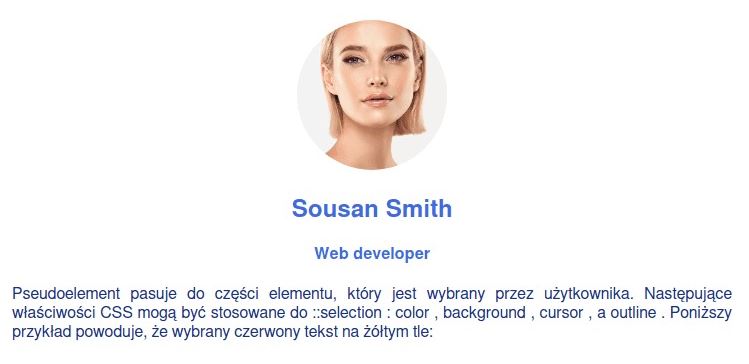 Sousan Smith
Web developer
Pseudoelement pasuje do części elementu, który jest wybrany przez użytkownika. Następujące
właściwości CSS mogą być stosowane do ::selection : color , background , cursor , a outline . Poniższy
przykład powoduje, że wybrany czerwony tekst na żółtym tle: